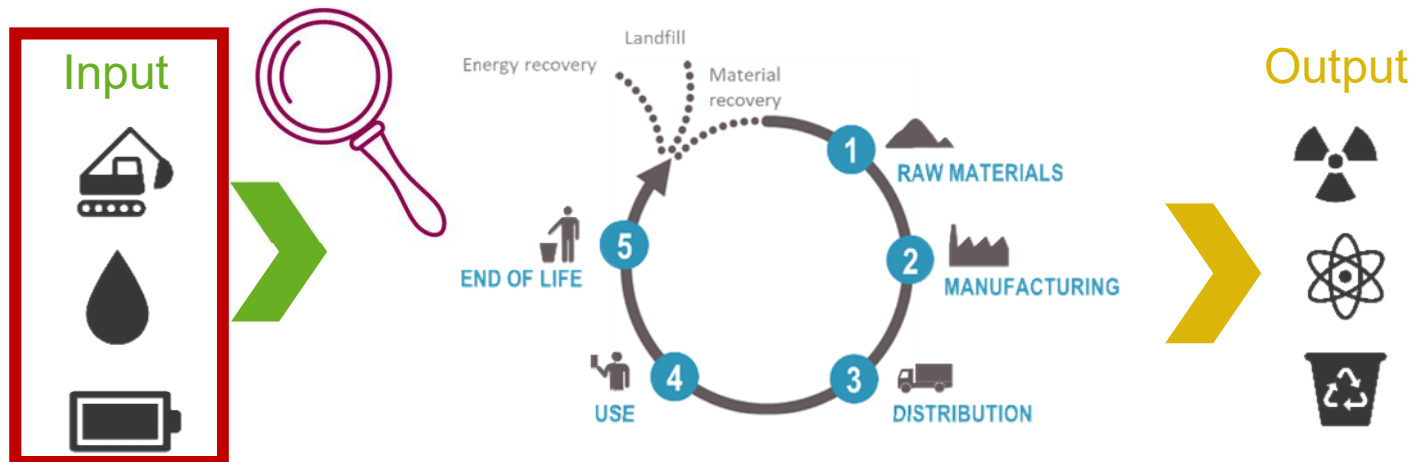 Input
Landfill
Energy recovery
Material
recovery
Output
1
RAW MATERIALS
5
END OF LIFE
2
MANUFACTURING
4
USE
3
DISTRIBUTION